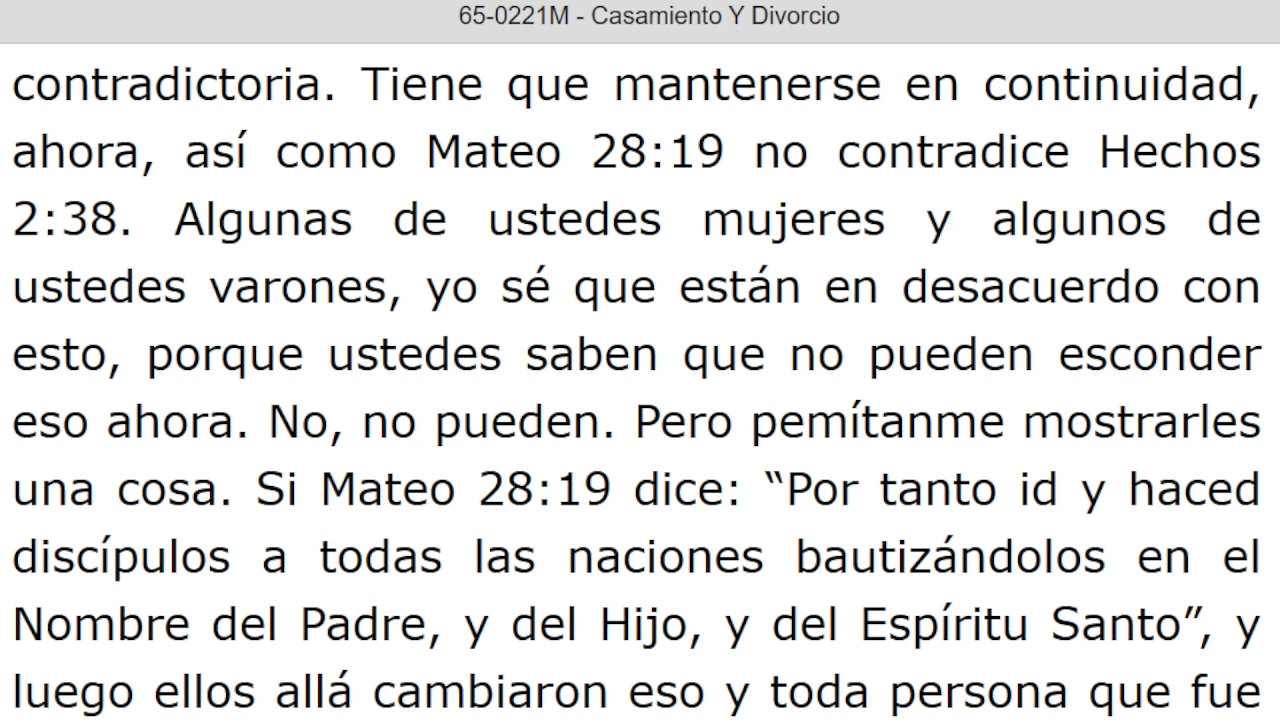 65-0221M - Casamiento Y Divorcio
contradictoria. Tiene que mantenerse en continuidad,
ahora, así como Mateo 28:19 no contradice Hechos
2:38. Algunas de ustedes mujeres y algunos de
ustedes varones, yo sé que están en desacuerdo con
esto, porque ustedes saben que no pueden esconder
eso ahora. No, no pueden. Pero pemítanme mostrarles
una cosa. Si Mateo 28:19 dice: “Por tanto id y haced
discípulos a todas las naciones bautizándolos en el
Nombre del Padre, y del Hijo, y del Espíritu Santo”, y
luego ellos allá cambiaron eso y toda persona que fue